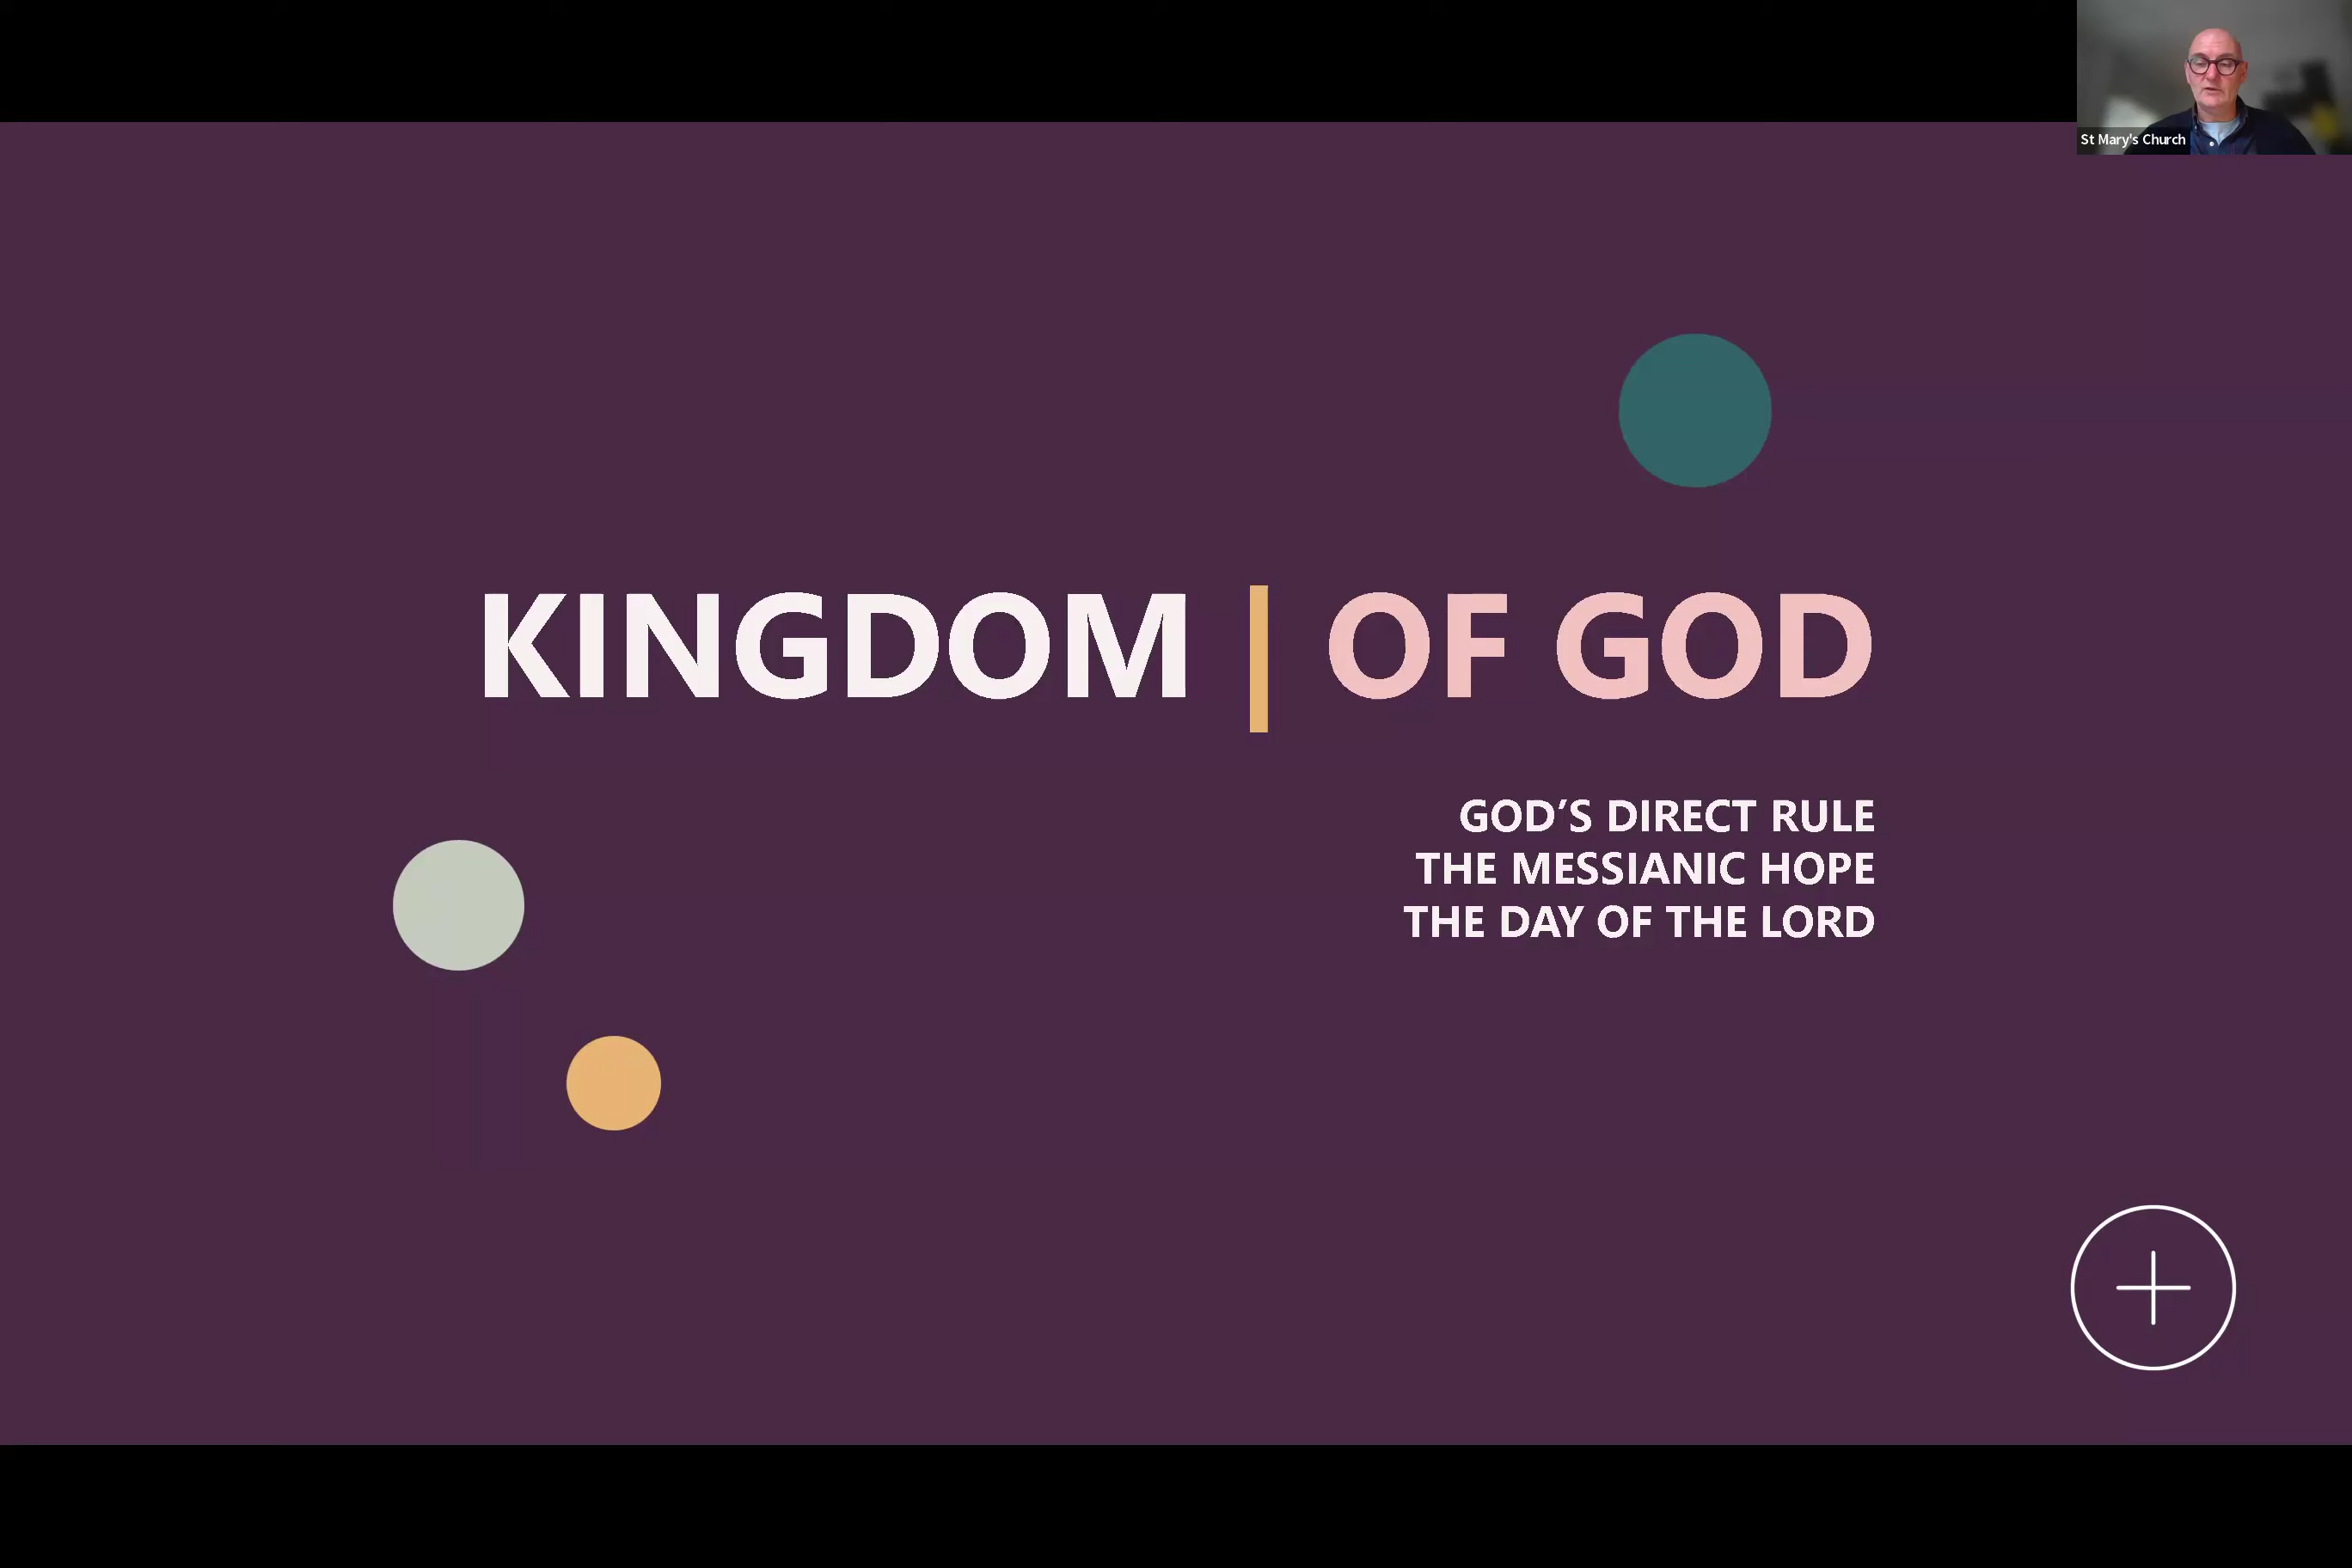 St Mary's Church
KINGDOM | OF GOD
GOD’S DIRECT RULE
THE MESSIANIC HOPE
THE DAY OF THE LORD